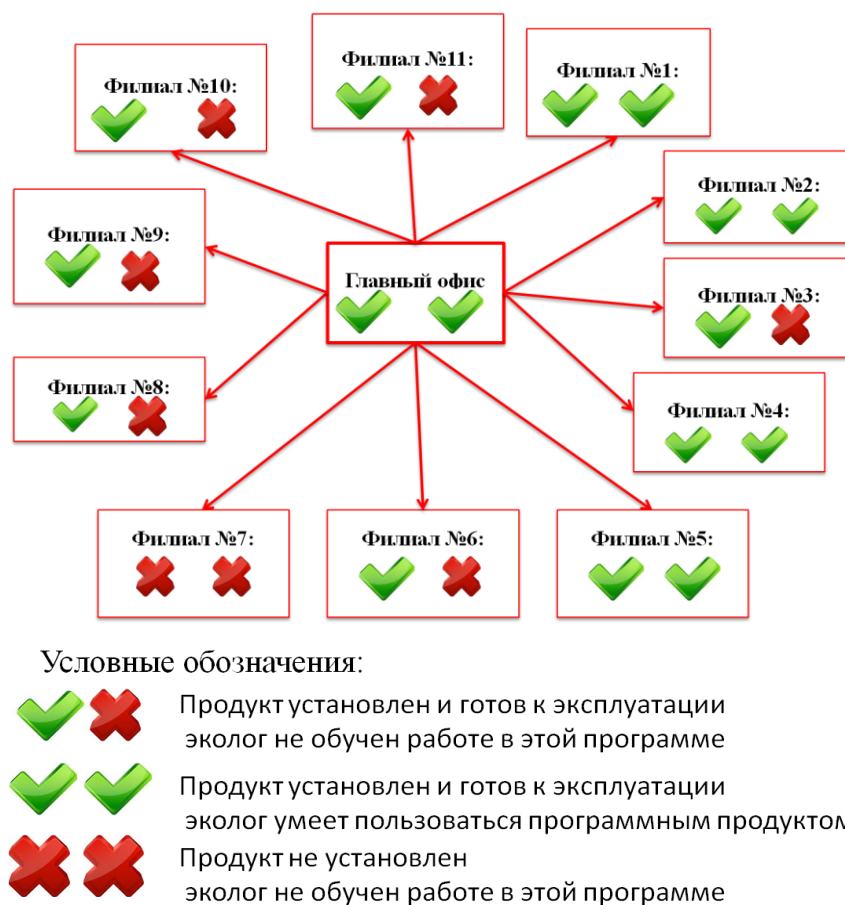 Филиал №11:
Филиал №10:
Филиал №1:
Филиал №2:
Филиал №9:
Главный офис
Филиал №3:
Филиал №8:
Филиал №4:
Филиал №7:
Филиал №6:
Филиал №5:
Условные обозначения:
Продукт установлен и готов к эксплуатации
эколог не обучен работе в этой программе
Продукт установлен и готов к эксплуатации
эколог умеет пользоваться программным продуктом
Продукт не установлен
эколог не обучен работе в этой программе